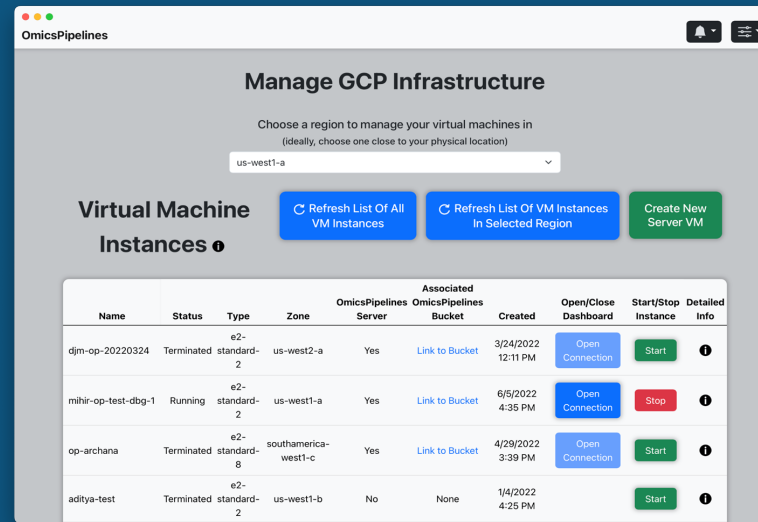 OmicsPipelines
Manage GCP Infrastructure
Choose a region to manage your virtual machines in
(ideally, choose one close to your physical location)
us-west1-a
Virtual Machine
Instances
Refresh List Of All
VM Instances
Refresh List Of VM Instances
In Selected Region
Create New
Server VM
Name
Status
Type
Zone
OmicsPipelines
Server
Associated
OmicsPipelines
Bucket
Created
Open/Close
Dashboard
Start/Stop
Instance
Detailed
Info
djm-op-20220324
Terminated
e2-
standard-
2
us-west2-a
Yes
Link to Bucket
3/24/2022
12:11 PM
Open
Connection
Start
mihir-op-test-dbg-1
Running
e2-
standard-
2
us-west1-a
Yes
Link to Bucket
6/5/2022
4:35 PM
Open
Connection
Stop
op-archana
Terminated
e2-
standard-
8
southamerica-
west1-c
Yes
Link to Bucket
4/29/2022
3:39 PM
Open
Connection
Start
aditya-test
Terminated
e2-
standard-
2
us-west1-b
No
None
1/4/2022
4:25 PM
Start